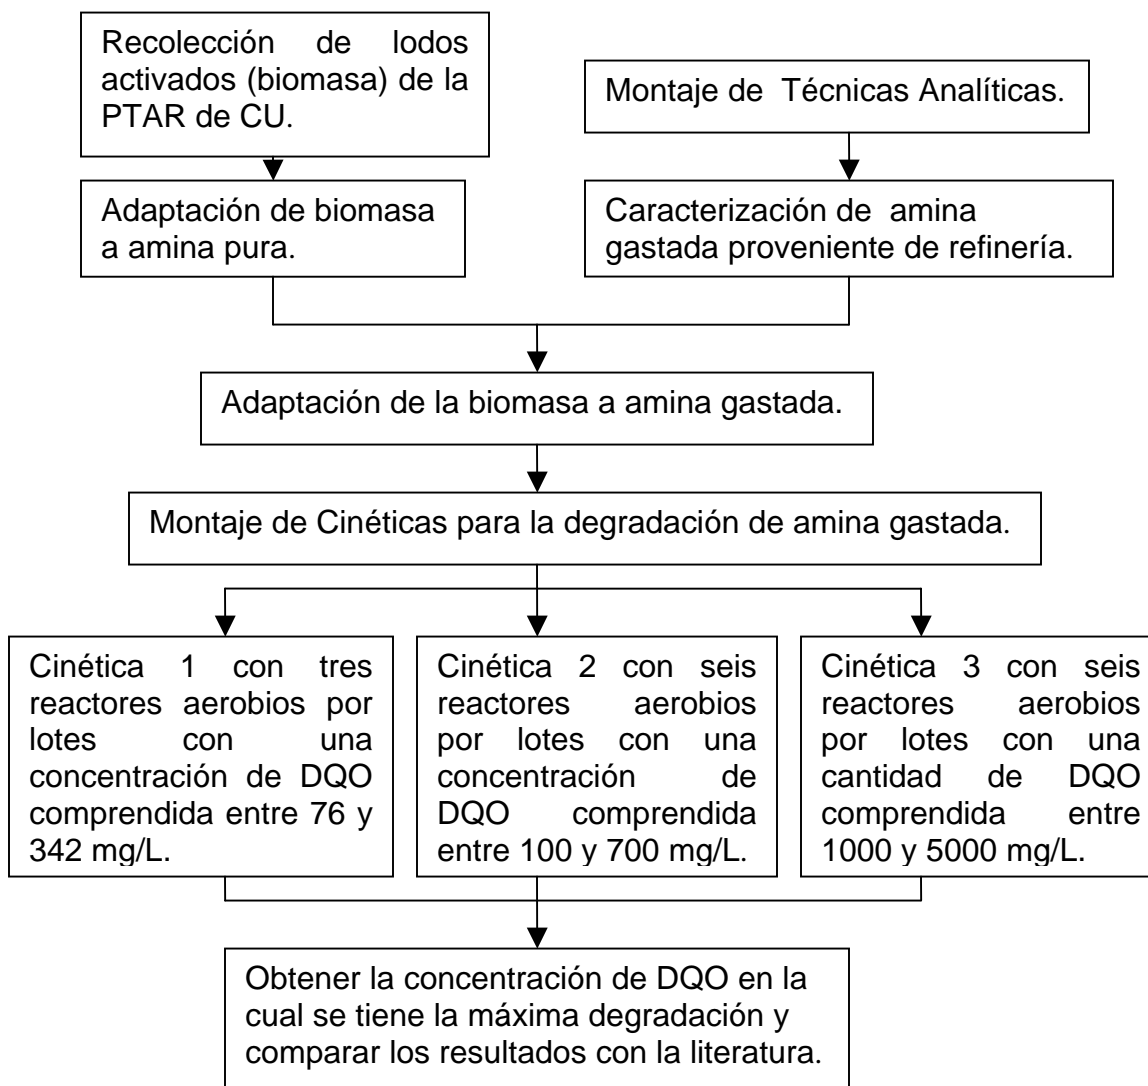 Recolección de lodos
activados (biomasa) de la
PTAR de CU.
Montaje de Técnicas Analíticas.
Adaptación de biomasa
a amina pura.
Caracterización de amina
gastada proveniente de refinería.
Adaptación de la biomasa a amina gastada.
Montaje de Cinéticas para la degradación de amina gastada.
Cinética 1 con tres
reactores aerobios por
lotes con una
concentración de DQO
comprendida entre 76 y
342 mg/L.
Cinética 2 con seis
reactores aerobios
por lotes con una
concentración de
DQO comprendida
entre 100 y 700 mg/L.
Cinética 3 con seis
reactores aerobios
por lotes con una
cantidad de DQO
comprendida entre
1000 y 5000 mg/L.
Obtener la concentración de DQO en la
cual se tiene la máxima degradación y
comparar los resultados con la literatura.